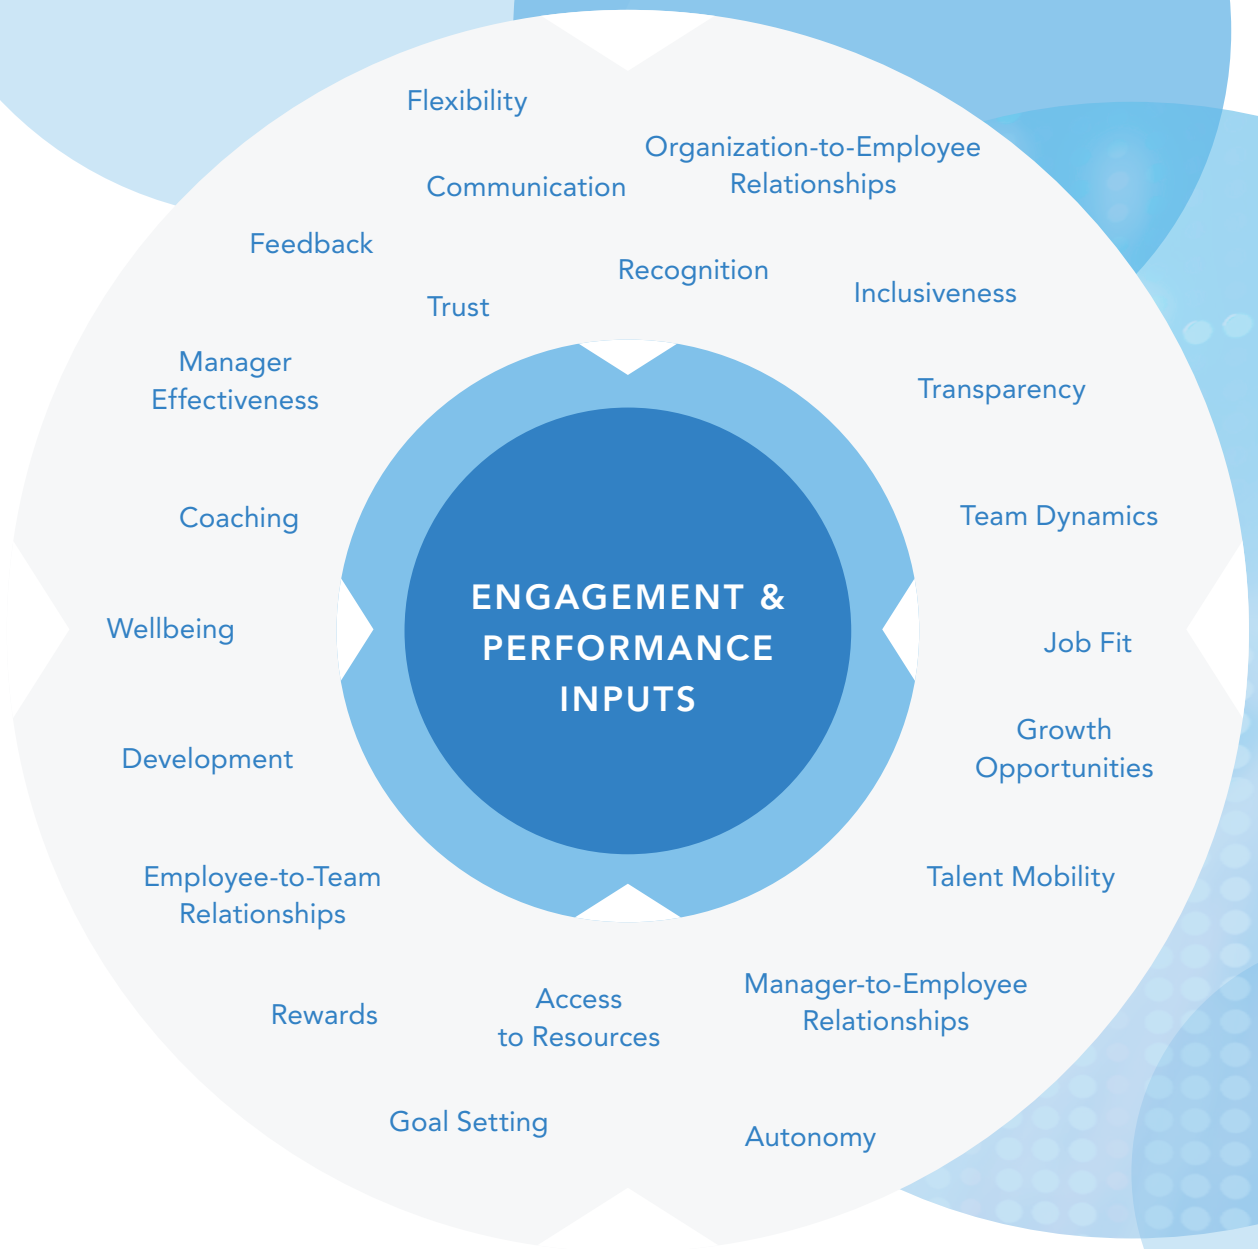 Flexibility
Organization-to-Employee
Relationships
Communication
Feedback
Recognition
Inclusiveness
Trust
Manager
Effectiveness
Transparency
Coaching
Team Dynamics
ENGAGEMENT &
PERFORMANCE
INPUTS
Wellbeing
Job Fit
Growth
Opportunities
Development
Employee-to-Team
Relationships
Talent Mobility
Manager-to-Employee
Relationships
Rewards
Access
to Resources
Goal Setting
Autonomy